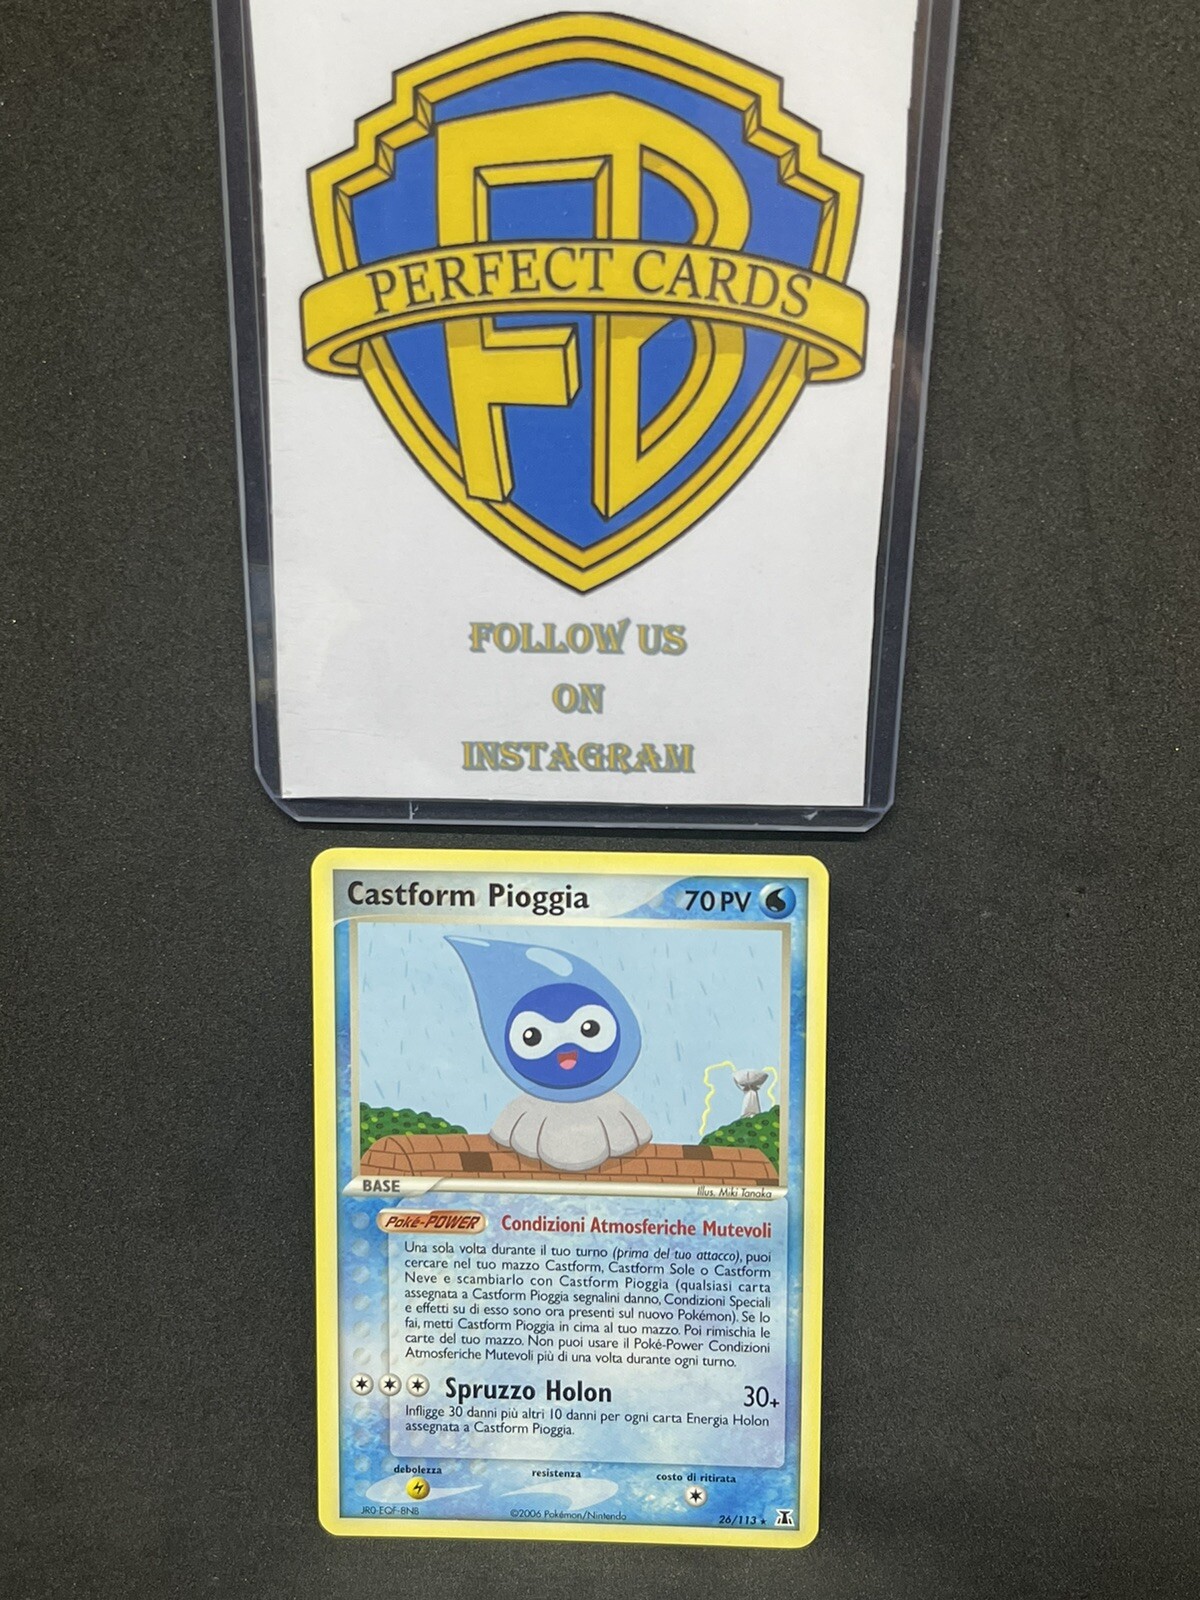 FB
PERFECT CARDS
FOLLOW US
ON
INSTAGRAM
Castform Pioggia 70 PV
BASE
Illus. Miki Tanaka
Poké-POWER Condizioni Atmosferiche Mutevoli
Una sola volta durante il tuo turno (prima del tuo attacco), puoi
cercare nel tuo mazzo Castform, Castform Sole o Castform
Neve e scambiarlo con Castform Pioggia (qualsiasi carta
assegnata a Castform Pioggia segnalini danno, Condizioni Speciali
e effetti su di esso sono ora presenti sul nuovo Pokémon). Se lo
fai, metti Castform Pioggia in cima al tuo mazzo. Poi rimischia le
carte del tuo mazzo. Non puoi usare il Poké-Power Condizioni
Atmosferiche Mutevoli più di una volta durante ogni turno.
Spruzzo Holon 30+
Infligge 30 danni più altri 10 danni per ogni carta Energia Holon
assegnata a Castform Pioggia.
debolezza resistenza costo di ritirata
JR0-EQF-8N8 ©2006 Pokémon/Nintendo 26/113 ★